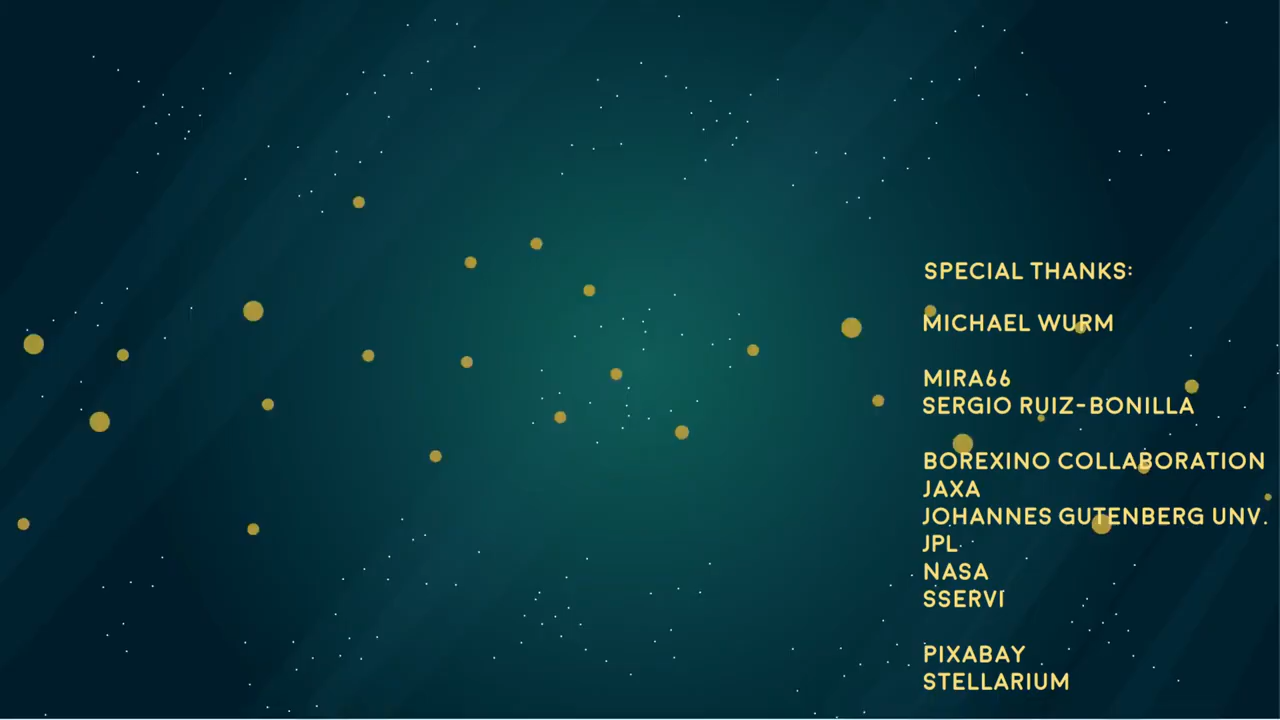 SPECIAL THANKS:
MICHAEL WURM
MIRA66
SERGIO RUIZ-BONILLA
BOREXINO COLLABORATION
JAXA
JOHANNES GUTENBERG UNV.
JPL
NASA
SSERVI
PIXABAY
STELLARIUM